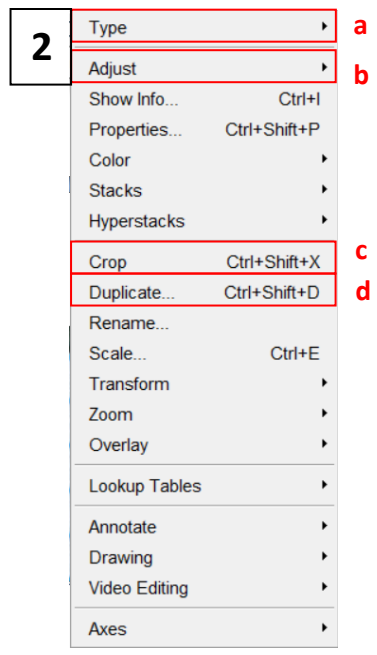 2
Type a
Adjust b
Show Info... Ctrl+I
Properties... Ctrl+Shift+P
Color
Stacks
Hyperstacks
Crop Ctrl+Shift+X c
Duplicate... Ctrl+Shift+D d
Rename...
Scale... Ctrl+E
Transform
Zoom
Overlay
Lookup Tables
Annotate
Drawing
Video Editing
Axes